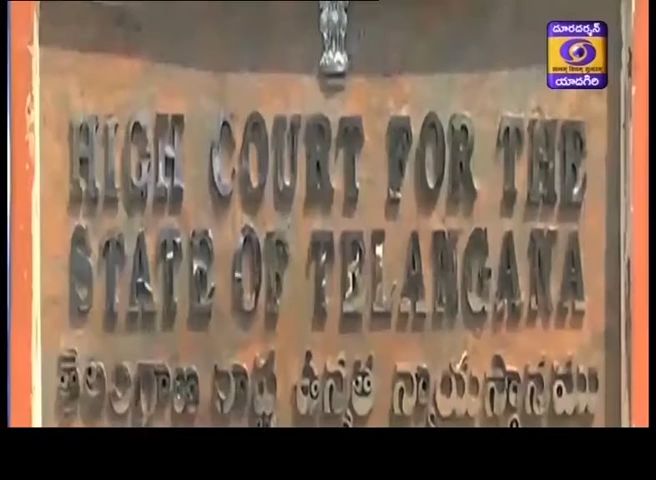 దూరదర్శన్
యాదగిరి
HIGH COURT FOR THE
STATE OF TELANGANA
తెలంగాణ రాష్ట్ర ఉన్నత న్యాయస్థానము